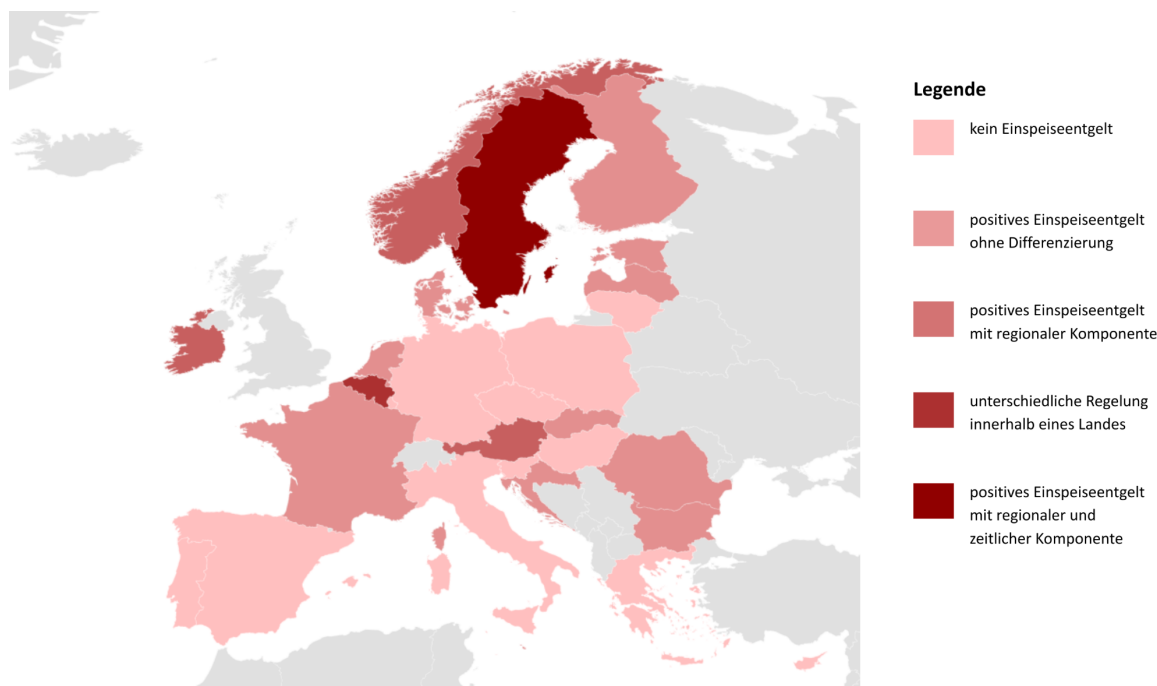 Legende
kein Einspeiseentgelt
positives Einspeiseentgelt
ohne Differenzierung
positives Einspeiseentgelt
mit regionaler Komponente
unterschiedliche Regelung
innerhalb eines Landes
positives Einspeiseentgelt
mit regionaler und
zeitlicher Komponente